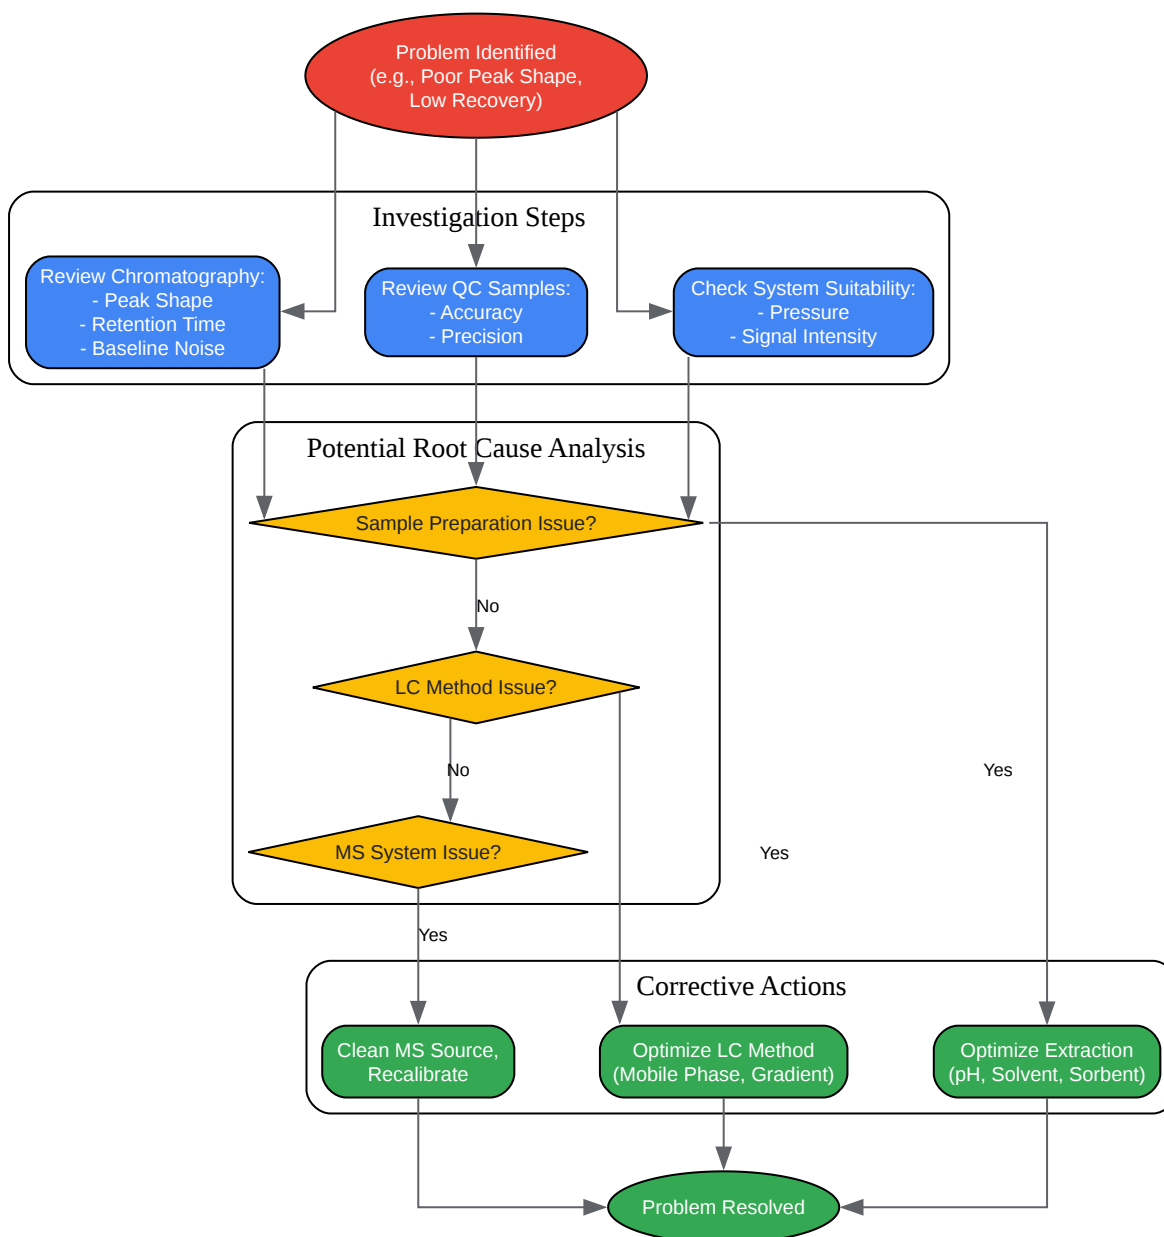 Problem Identified
(e.g., Poor Peak Shape,
Low Recovery)
Investigation Steps
Review Chromatography:
- Peak Shape
- Retention Time
- Baseline Noise
Review QC Samples:
- Accuracy
- Precision
Check System Suitability:
- Pressure
- Signal Intensity
Potential Root Cause Analysis
Sample Preparation Issue?
No
LC Method Issue?
No
Yes
MS System Issue?
Yes
Yes
Corrective Actions
Clean MS Source,
Recalibrate
Optimize LC Method
(Mobile Phase, Gradient)
Optimize Extraction
(pH, Solvent, Sorbent)
Problem Resolved